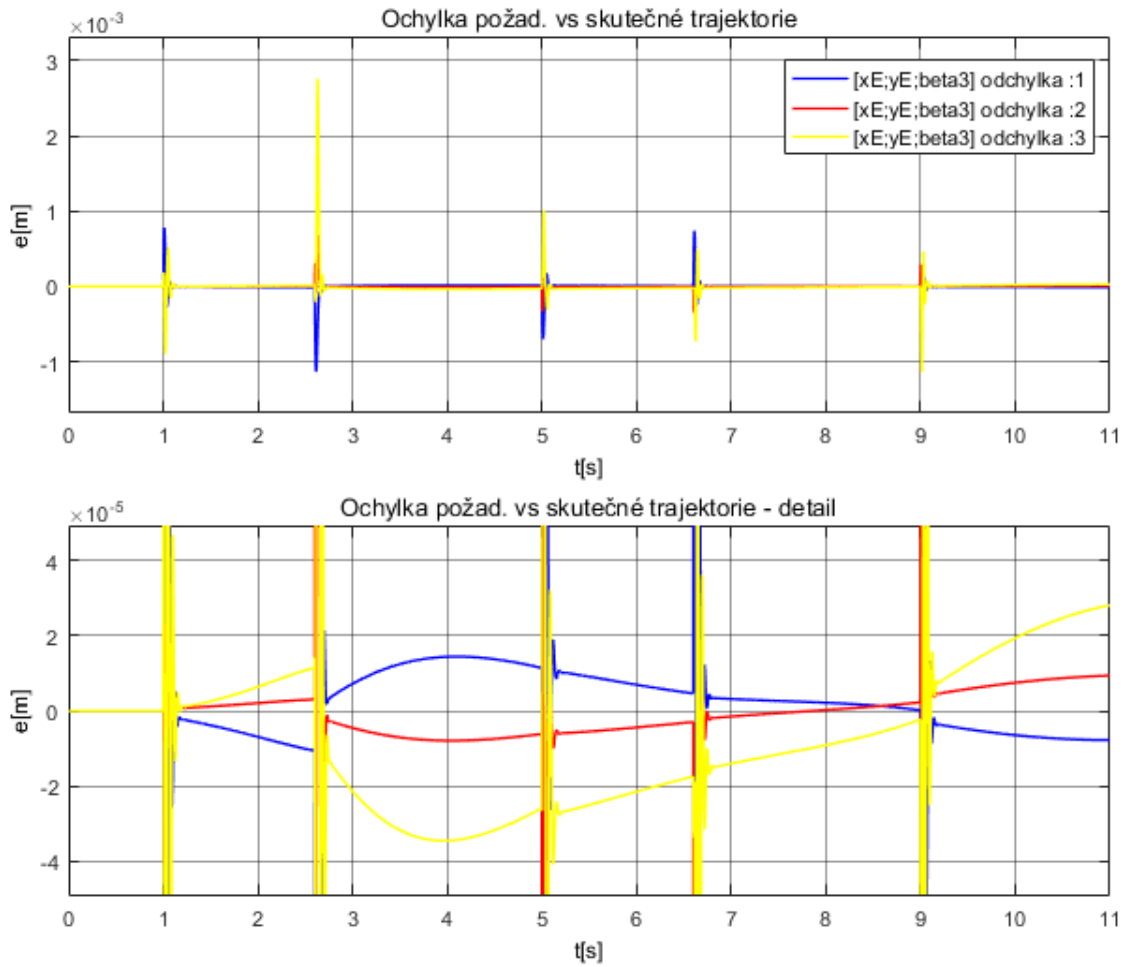 Ochylka požad. vs skutečné trajektorie
×10⁻³
3
2
1
0
-1
e[m]
[xE;yE;beta3] odchylka :1
[xE;yE;beta3] odchylka :2
[xE;yE;beta3] odchylka :3
0 1 2 3 4 5 6 7 8 9 10 11
t[s]
Ochylka požad. vs skutečné trajektorie - detail
×10⁻⁵
4
2
0
-2
-4
e[m]
0 1 2 3 4 5 6 7 8 9 10 11
t[s]